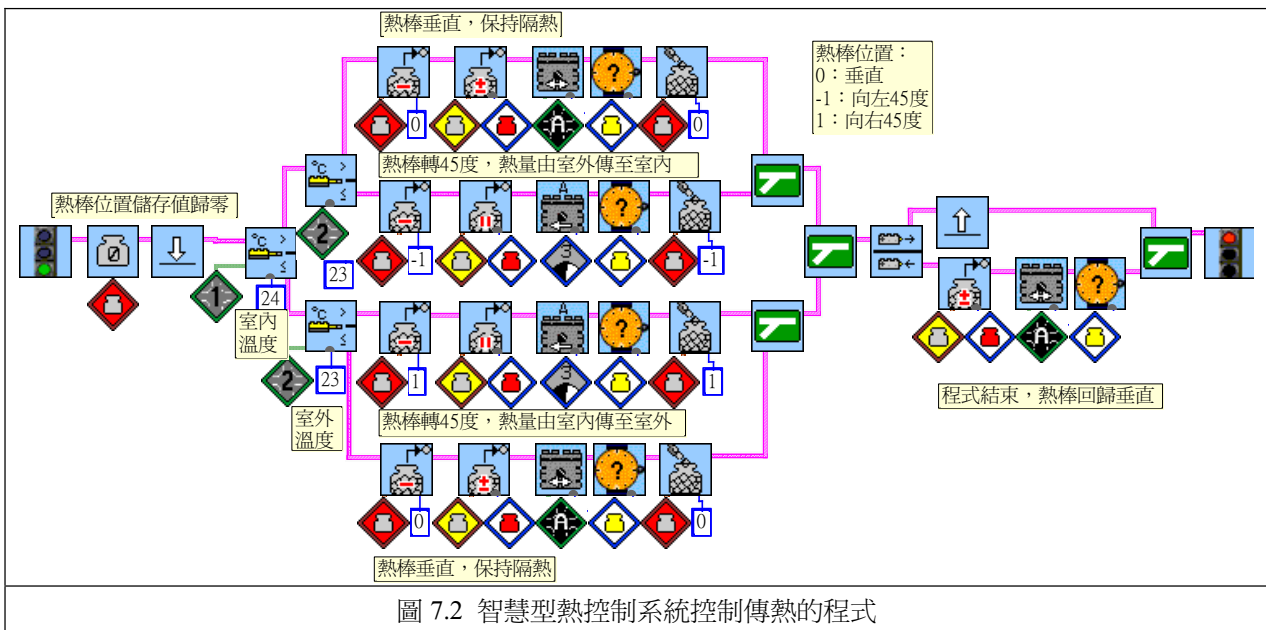 熱棒垂直，保持隔熱
熱棒位置：
0：垂直
-1：向左45度
1：向右45度
0
0
熱棒轉45度，熱量由室外傳至室內
℃ >
≤
2
23
A
3
-1
-1
熱棒位置儲存值歸零
0
℃ >
≤
1
24
室內
溫度
℃ >
≤
2
23
室外
溫度
A
3
1
1
熱棒轉45度，熱量由室內傳至室外
?
?
?
?
?
A
A
A
0
0
熱棒垂直，保持隔熱
程式結束，熱棒回歸垂直
圖 7.2 智慧型熱控制系統控制傳熱的程式